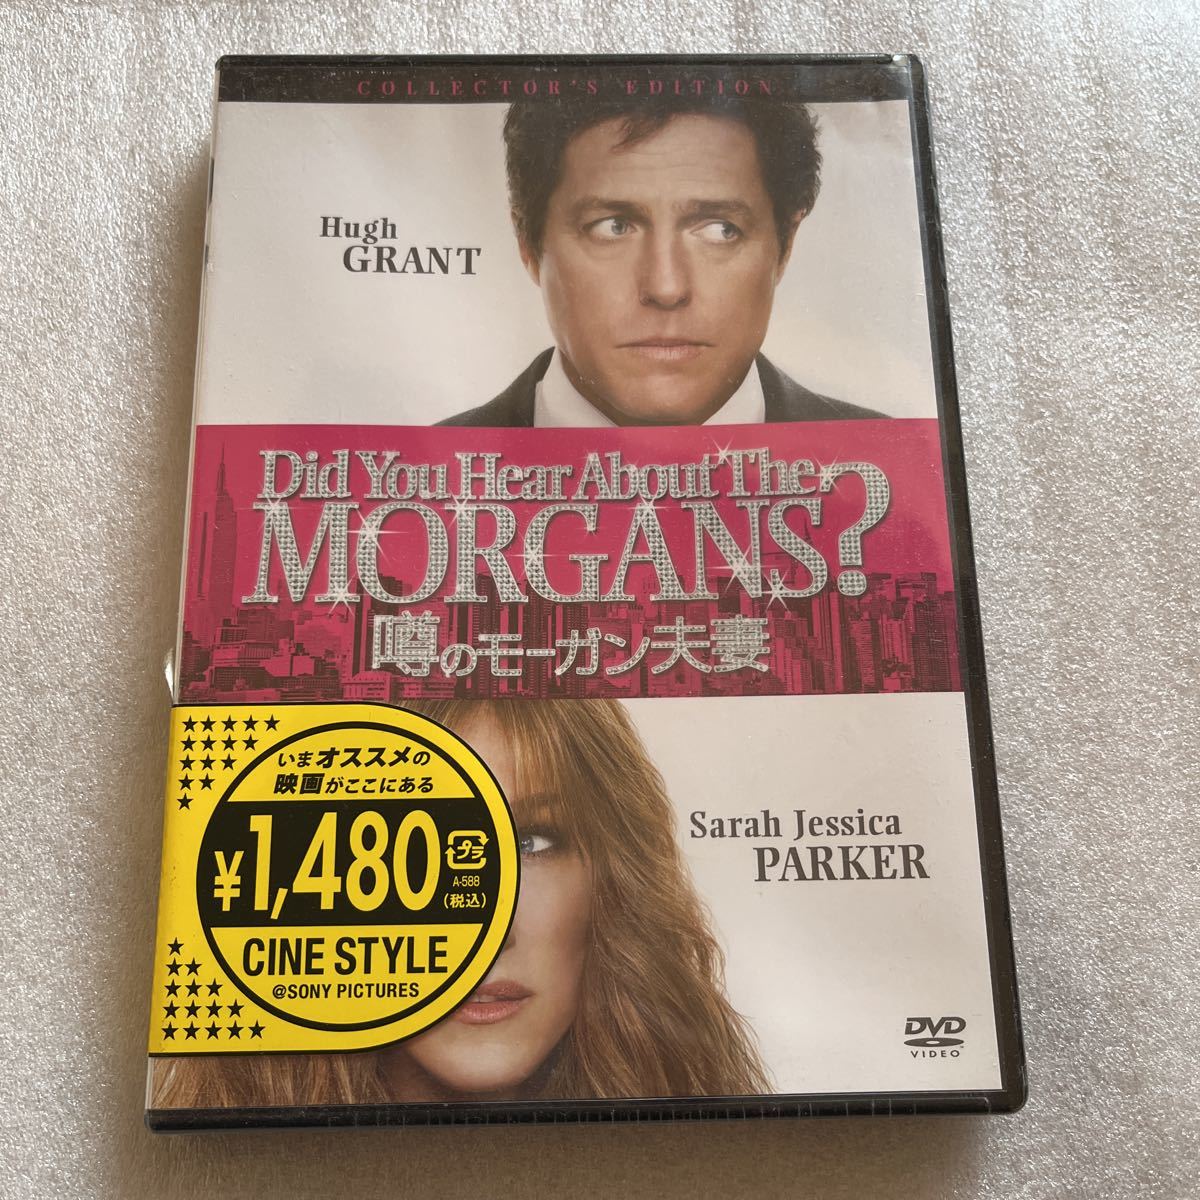 COLLECTOR'S EDITION
Hugh
GRANT
Did You Hear About The
MORGANS?
噂のモーガン夫妻
いまオススメの
映画がここにある
¥1,480
プラ
A-588
(税込)
CINE STYLE
@SONY PICTURES
Sarah Jessica
PARKER
DVD
VIDEO